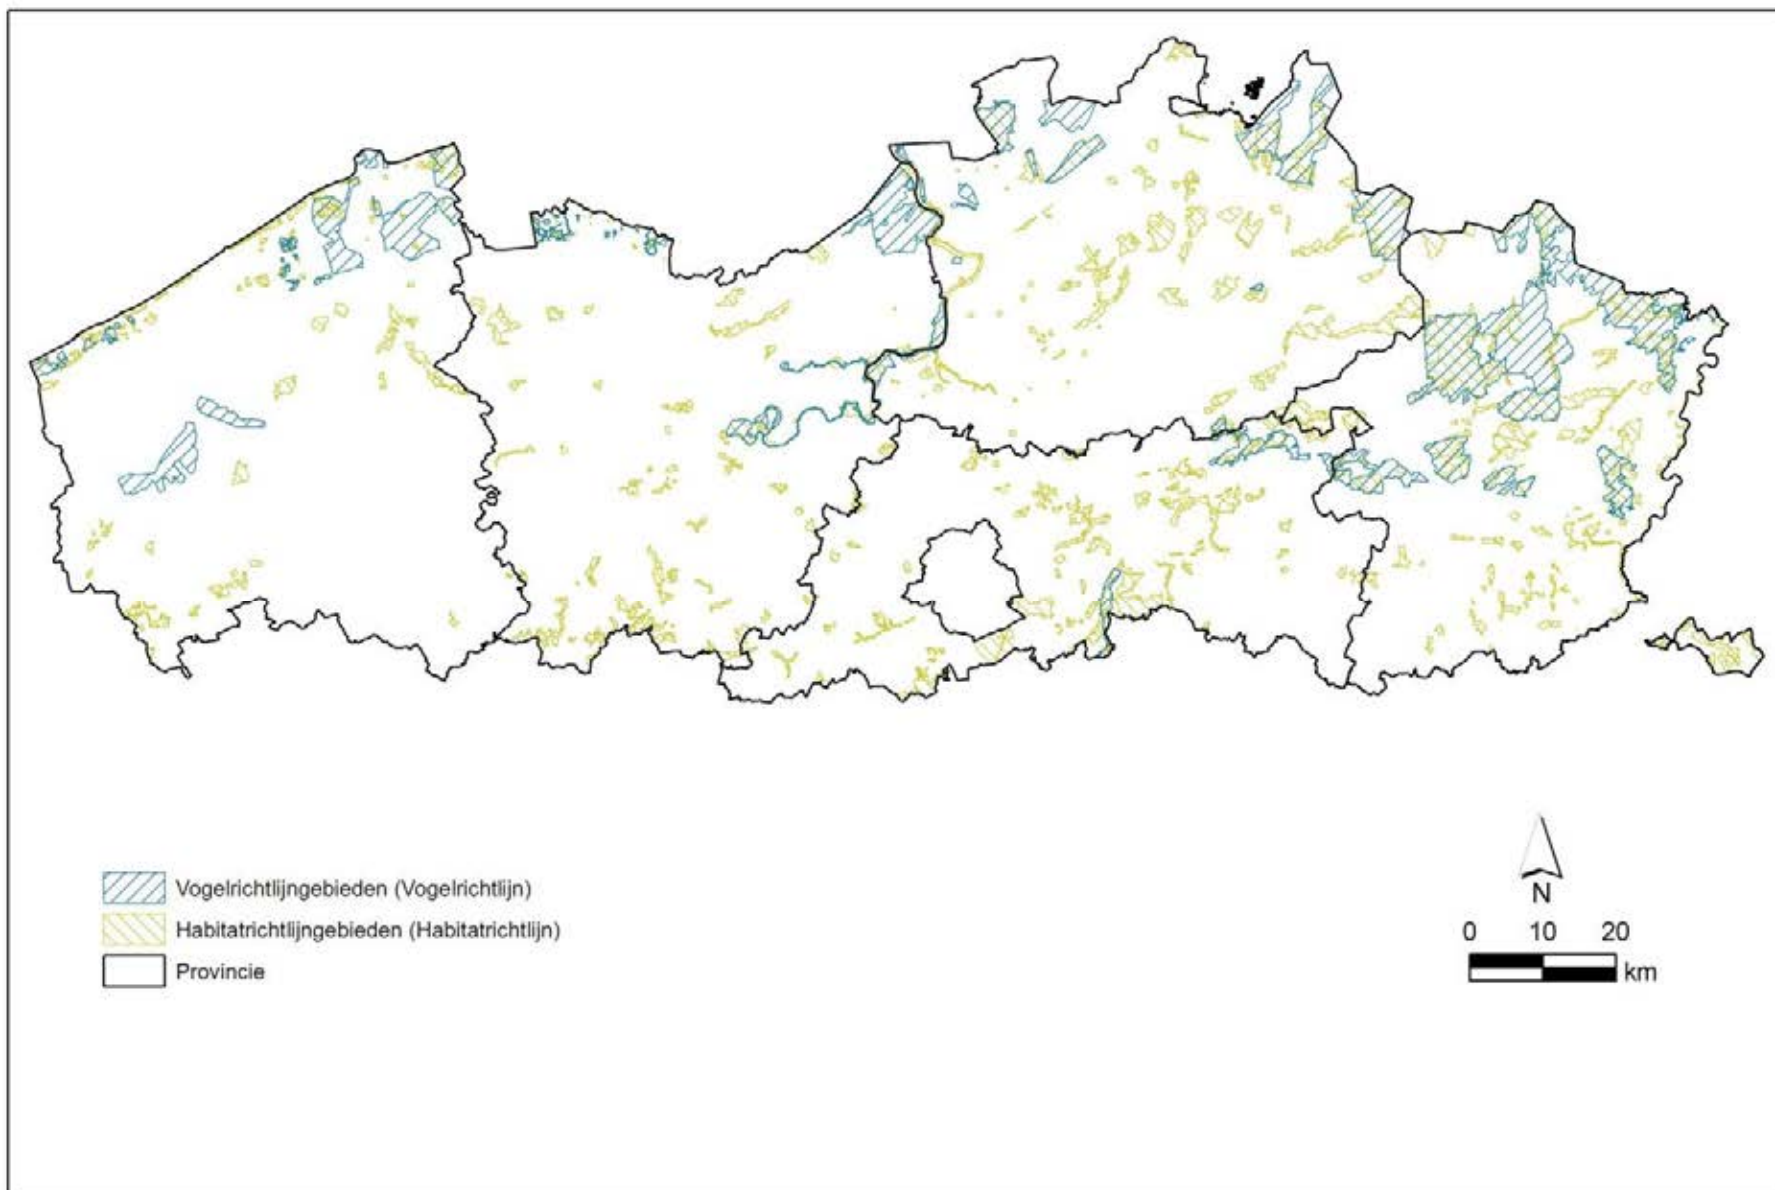 Vogelrichtlijngebieden (Vogelrichtlijn)
Habitatrichtlijngebieden (Habitatrichtlijn)
Provincie
N
0 10 20
km